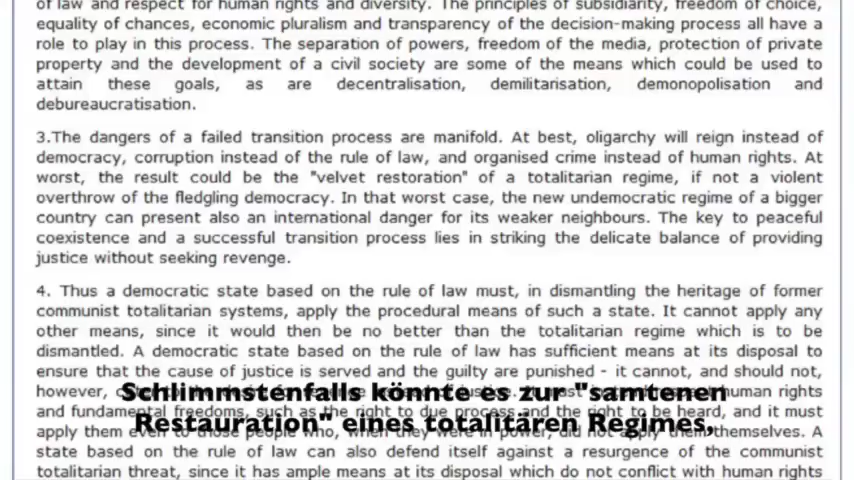 of law and respect for human rights and diversity. The principles of subsidiarity, freedom of choice,
equality of chances, economic pluralism and transparency of the decision-making process all have a
role to play in this process. The separation of powers, freedom of the media, protection of private
property and the development of a civil society are some of the means which could be used to
attain these goals, as are decentralisation, demilitarisation, demonopolisation and
debureaucratisation.
3.The dangers of a failed transition process are manifold. At best, oligarchy will reign instead of
democracy, corruption instead of the rule of law, and organised crime instead of human rights. At
worst, the result could be the "velvet restoration" of a totalitarian regime, if not a violent
overthrow of the fledgling democracy. In that worst case, the new undemocratic regime of a bigger
country can present also an international danger for its weaker neighbours. The key to peaceful
coexistence and a successful transition process lies in striking the delicate balance of providing
justice without seeking revenge.
4. Thus a democratic state based on the rule of law must, in dismantling the heritage of former
communist totalitarian systems, apply the procedural means of such a state. It cannot apply any
other means, since it would then be no better than the totalitarian regime which is to be
dismantled. A democratic state based on the rule of law has sufficient means at its disposal to
ensure that the cause of justice is served and the guilty are punished - it cannot, and should not,
however, human rights
and fundamental freedoms, such as the right to due process and the right to be heard, and it must
apply them even to those people who, when they were in power, did not apply them themselves. A
state based on the rule of law can also defend itself against a resurgence of the communist
totalitarian threat, since it has ample means at its disposal which do not conflict with human rights
Schlimmstenfalls könnte es zur "samtenen
Restauration" eines totalitären Regimes,